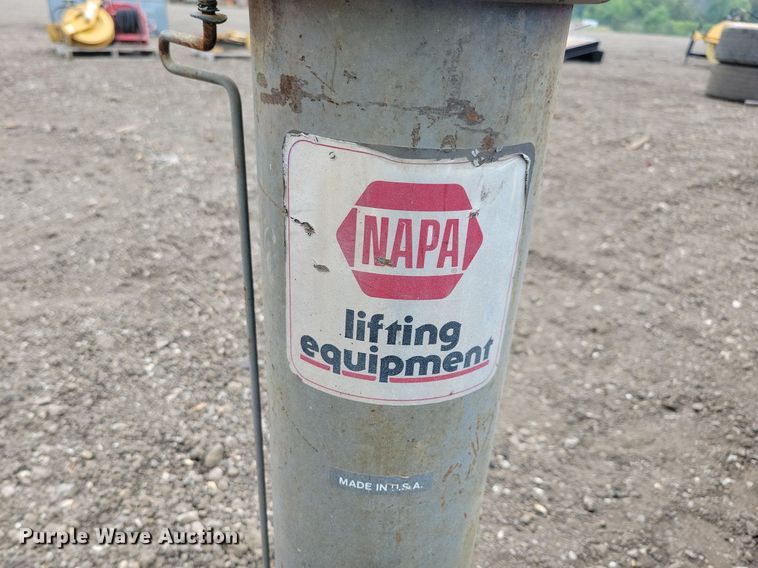 NAPA
lifting
equipment
MADE IN U.S.A.
Purple Wave Auction